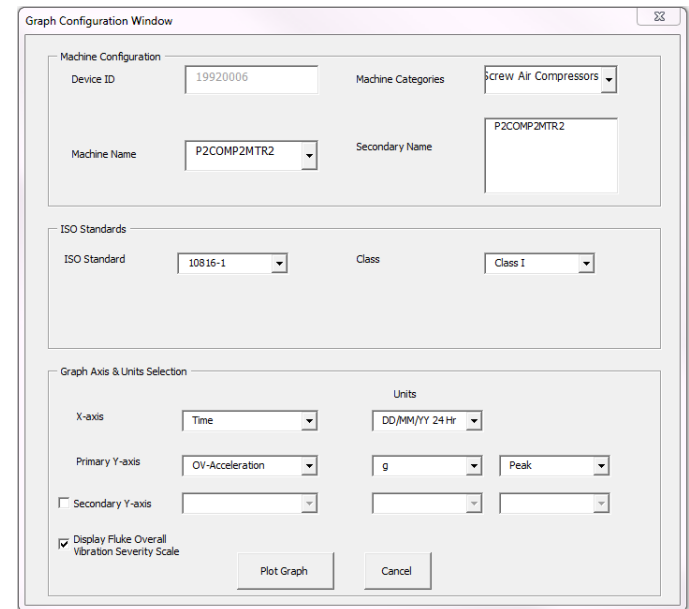 Graph Configuration Window
Machine Configuration
Device ID 19920006 Machine Categories Screw Air Compressors
P2COMP2MTR2
Machine Name P2COMP2MTR2 Secondary Name
ISO Standards
ISO Standard 10816-1 Class Class I
Graph Axis & Units Selection
Units
X-axis Time DD/MM/YY 24 Hr
Primary Y-axis OV-Acceleration g Peak
Secondary Y-axis
Display Fluke Overall
Vibration Severity Scale
Plot Graph Cancel